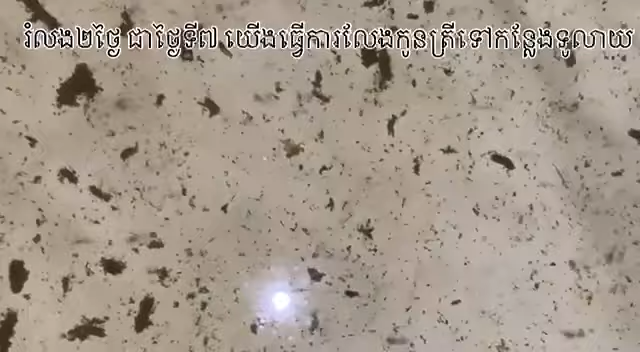 រំលង២ថ្ងៃ ជាថ្ងៃទី៧ យើងធ្វើការលែងកូនត្រីទៅកន្លែងទូលាយ